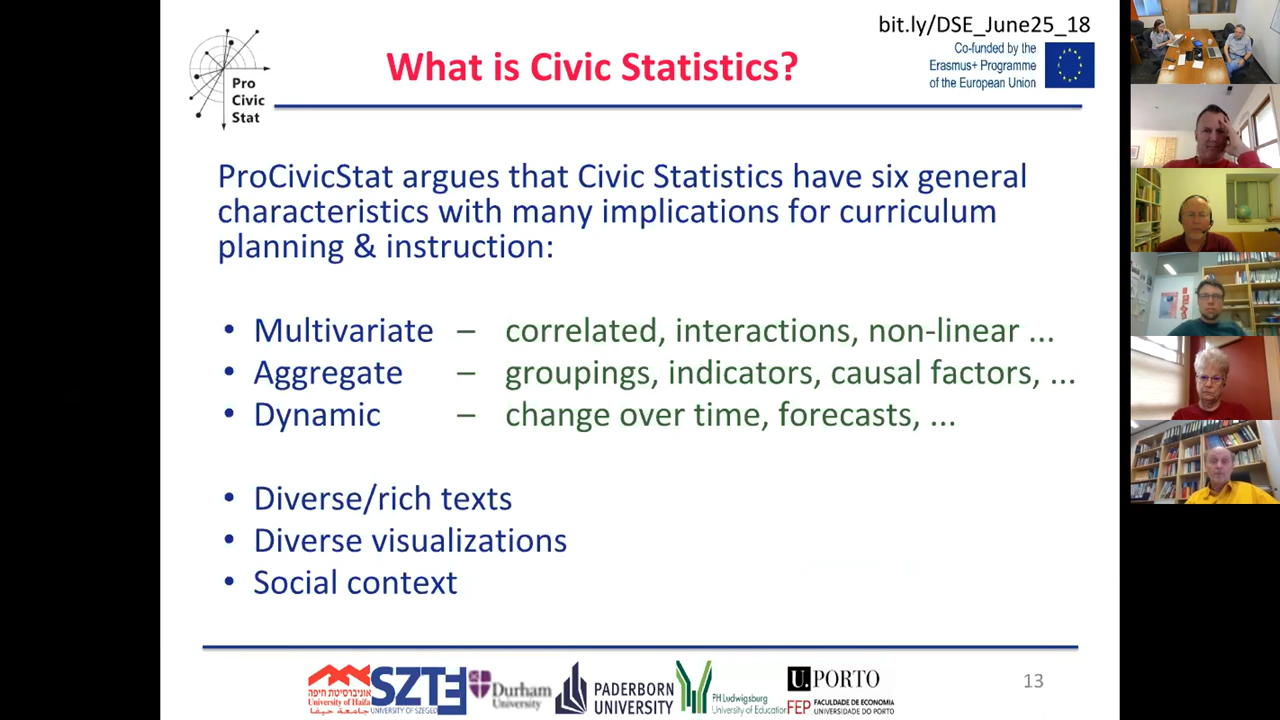 bit.ly/DSE_June25_18
Pro
Civic
Stat
What is Civic Statistics?
Co-funded by the
Erasmus+ Programme
of the European Union
ProCivicStat argues that Civic Statistics have six general
characteristics with many implications for curriculum
planning & instruction:
• Multivariate – correlated, interactions, non-linear ...
• Aggregate – groupings, indicators, causal factors, ...
• Dynamic – change over time, forecasts, ...
• Diverse/rich texts
• Diverse visualizations
• Social context
אוניברסיטת חיפה
University of Haifa
جامعة حيفا
SZTE
UNIVERSITY OF SZEGED
Durham
University
PADERBORN
UNIVERSITY
PH Ludwigsburg
University of Education
U. PORTO
FEP FACULDADE DE ECONOMIA
UNIVERSIDADE DO PORTO
13